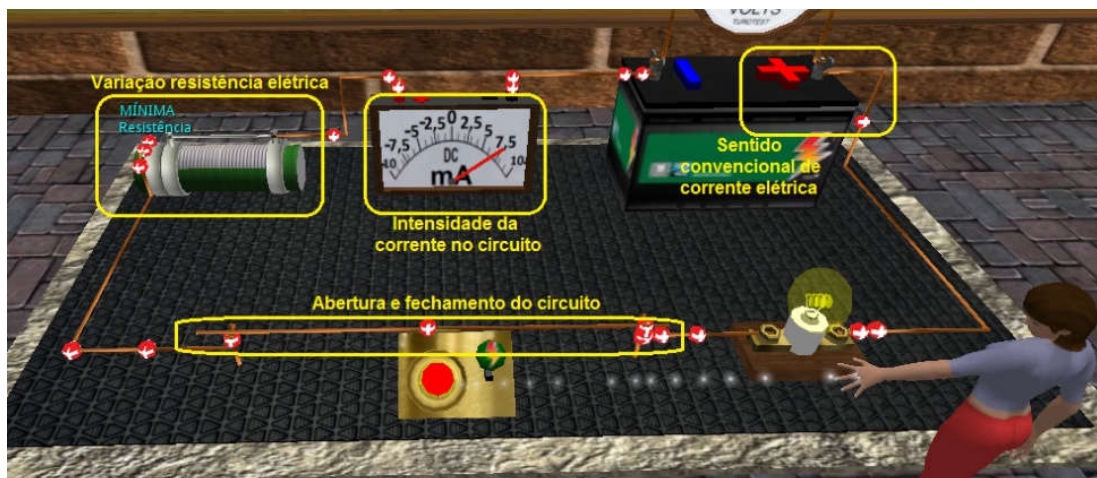 VOLTS
Variação resistência elétrica
MÍNIMA
Resistência
-7,5 -5 -2,5 0 2,5 5 7,5 10
DC
mA
Sentido
convencional de
corrente elétrica
Intensidade da
corrente no circuito
Abertura e fechamento do circuito